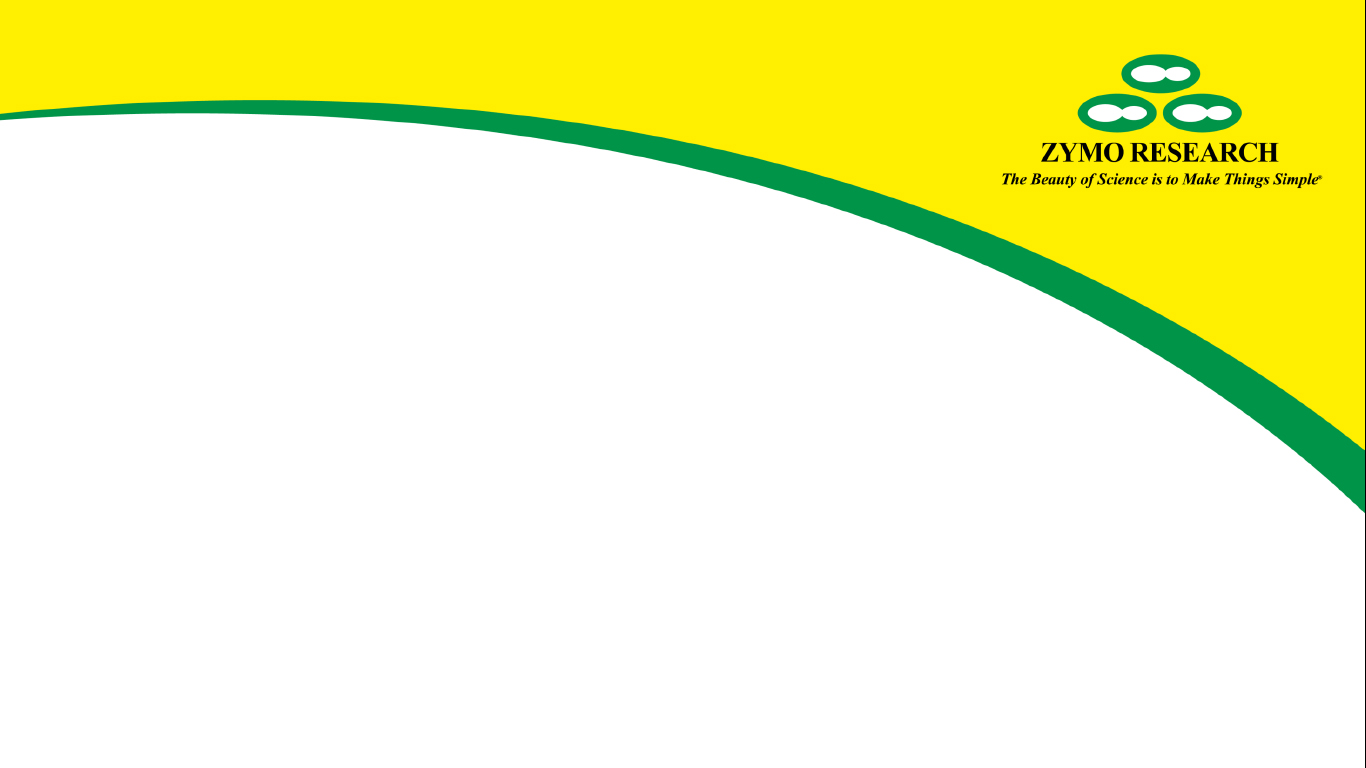 ZYMO RESEARCH
The Beauty of Science is to Make Things Simple®